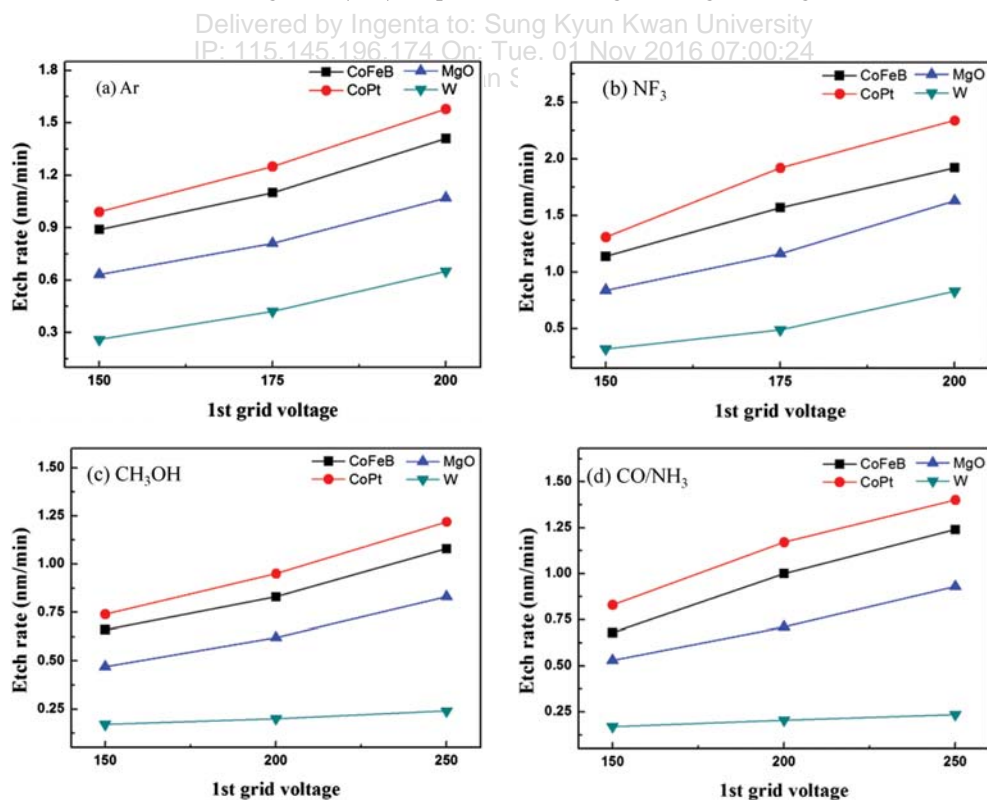 Delivered by Ingenta to: Sung Kyun Kwan University
IP: 115.145.196.174 On: Tue, 01 Nov 2016 07:00:24
(a) Ar
CoFeB
MgO
CoPt
W
1.8
1.5
1.2
0.9
0.6
0.3
Etch rate (nm/min)
150
175
200
1st grid voltage
(b) NF3
CoFeB
MgO
CoPt
W
2.5
2.0
1.5
1.0
0.5
Etch rate (nm/min)
150
175
200
1st grid voltage
(c) CH3OH
CoFeB
MgO
CoPt
W
1.50
1.25
1.00
0.75
0.50
0.25
Etch rate (nm/min)
150
200
250
1st grid voltage
(d) CO/NH3
CoFeB
MgO
CoPt
W
1.50
1.25
1.00
0.75
0.50
0.25
Etch rate (nm/min)
150
200
250
1st grid voltage